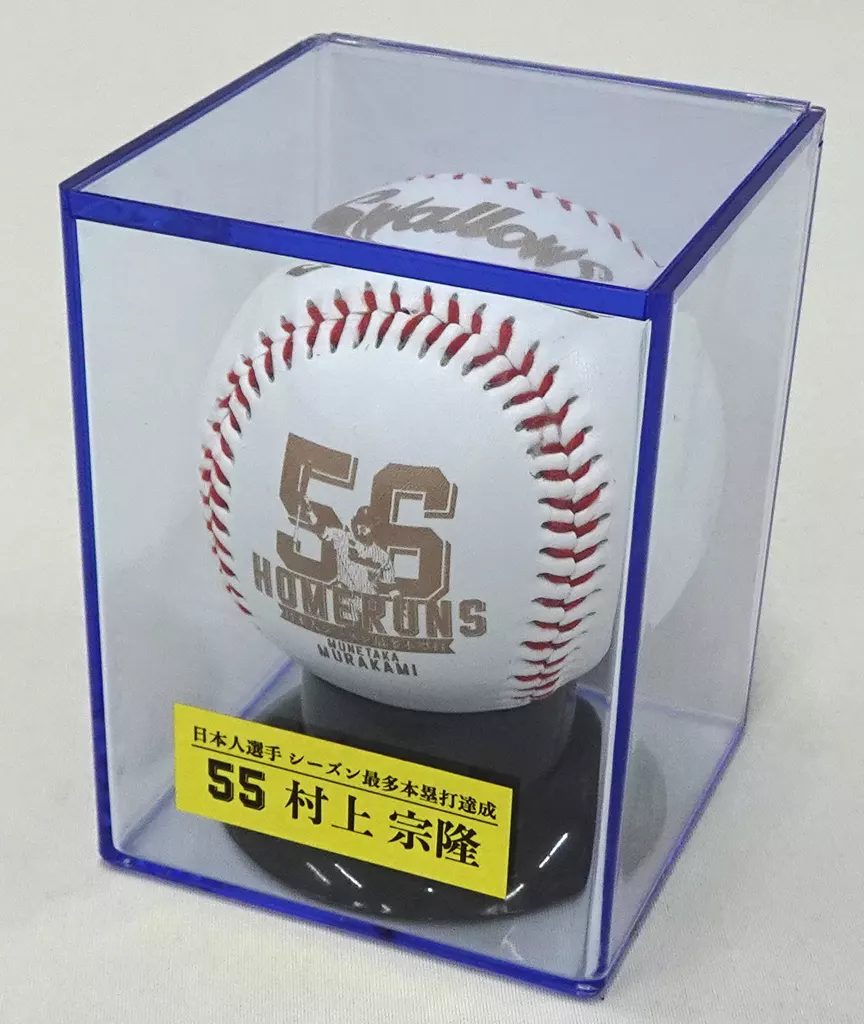 Swallows
56
HOMERUNS
MUNETAKA
MURAKAMI
日本人選手 シーズン最多本塁打達成
55 村上 宗隆